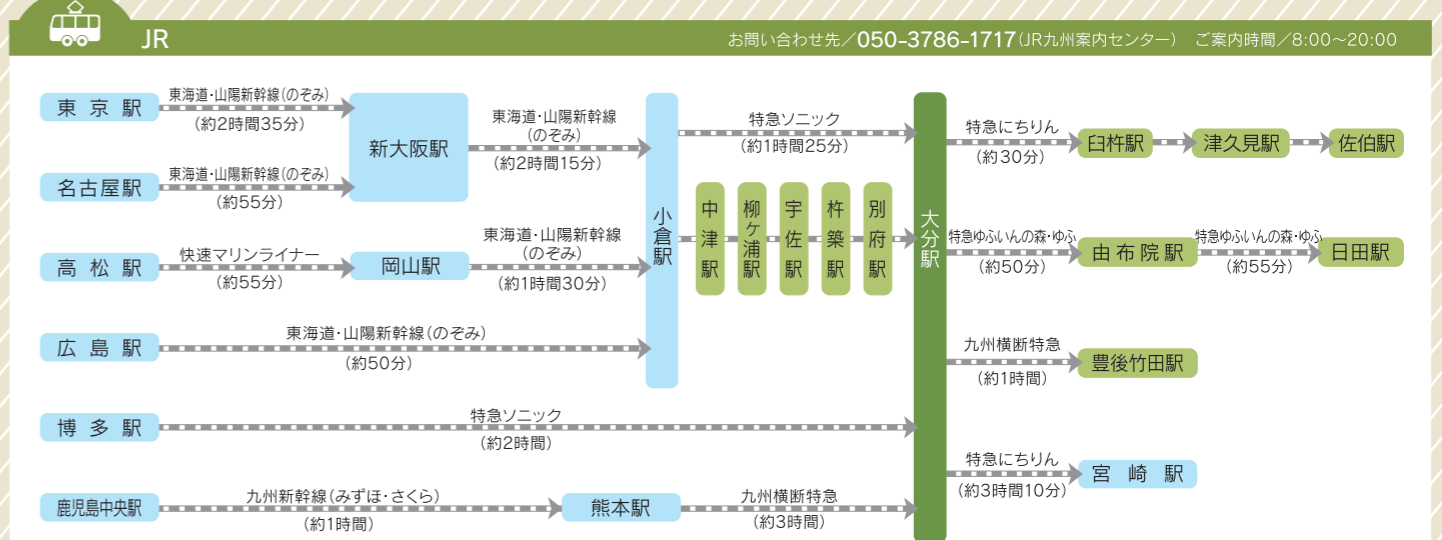 JR
お問い合わせ先／050-3786-1717(JR九州案内センター)　ご案内時間／8:00〜20:00
東京駅
東海道・山陽新幹線(のぞみ)
(約2時間35分)
名古屋駅
東海道・山陽新幹線(のぞみ)
(約55分)
新大阪駅
東海道・山陽新幹線
(のぞみ)
(約2時間15分)
高松駅
快速マリンライナー
(約55分)
岡山駅
東海道・山陽新幹線
(のぞみ)
(約1時間30分)
広島駅
東海道・山陽新幹線(のぞみ)
(約50分)
小倉駅
特急ソニック
(約1時間25分)
中津駅
柳ヶ浦駅
宇佐駅
杵築駅
別府駅
博多駅
特急ソニック
(約2時間)
鹿児島中央駅
九州新幹線(みずほ・さくら)
(約1時間)
熊本駅
九州横断特急
(約3時間)
大分駅
特急にちりん
(約30分)
臼杵駅
津久見駅
佐伯駅
特急ゆふいんの森・ゆふ
(約50分)
由布院駅
特急ゆふいんの森・ゆふ
(約55分)
日田駅
九州横断特急
(約1時間)
豊後竹田駅
特急にちりん
(約3時間10分)
宮崎駅